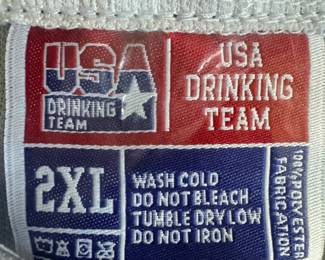 USA
DRINKING
TEAM
USA
DRINKING
TEAM
2XL
WASH COLD
DO NOT BLEACH
TUMBLE DRY LOW
DO NOT IRON
100% POLYESTER
FABRICATION